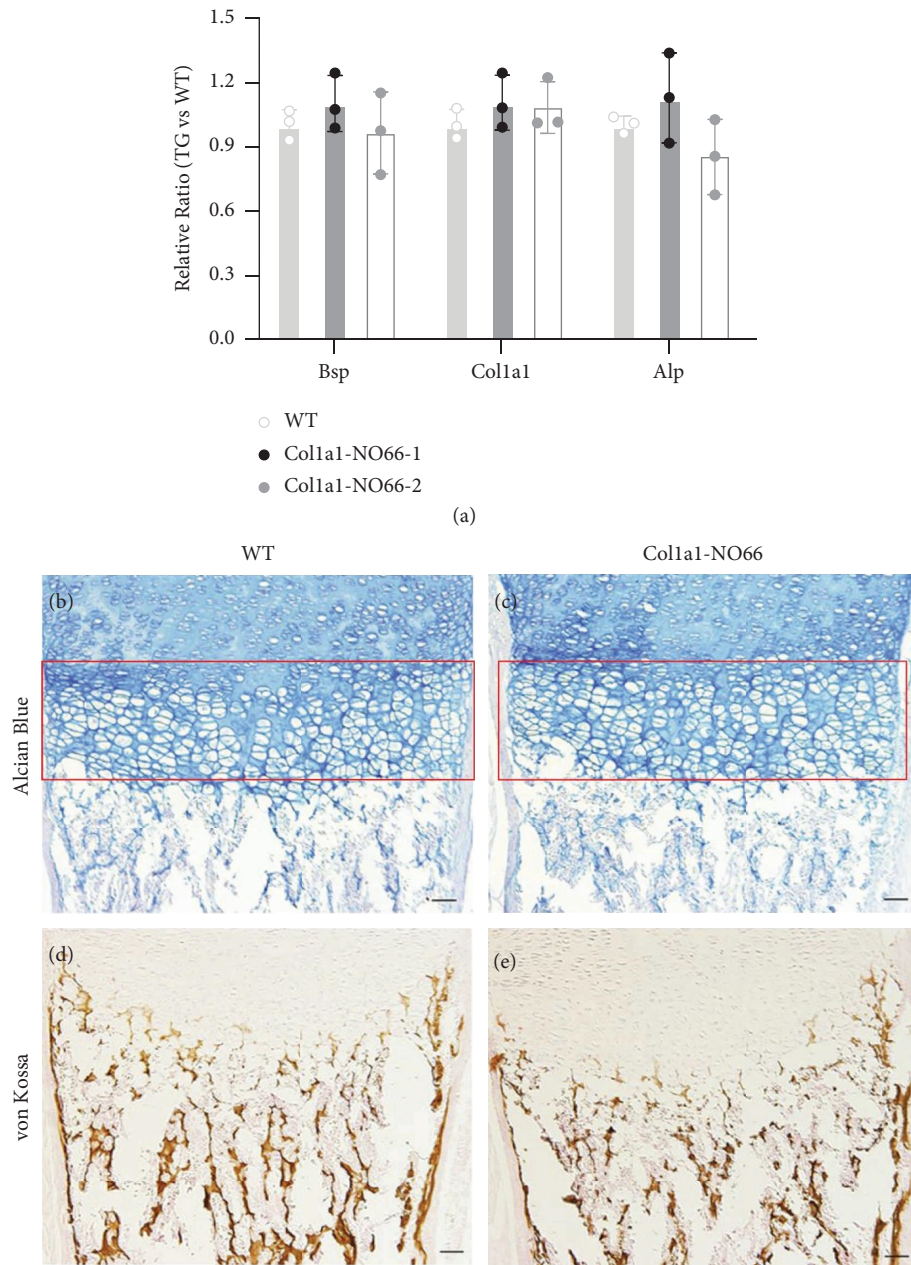 1.5
1.2
0.9
0.6
0.3
0.0
Relative Ratio (TG vs WT)
Bsp Col1a1 Alp
WT
Col1a1-NO66-1
Col1a1-NO66-2
(a)
WT Col1a1-NO66
Alcian Blue
(b) (c)
von Kossa
(d) (e)